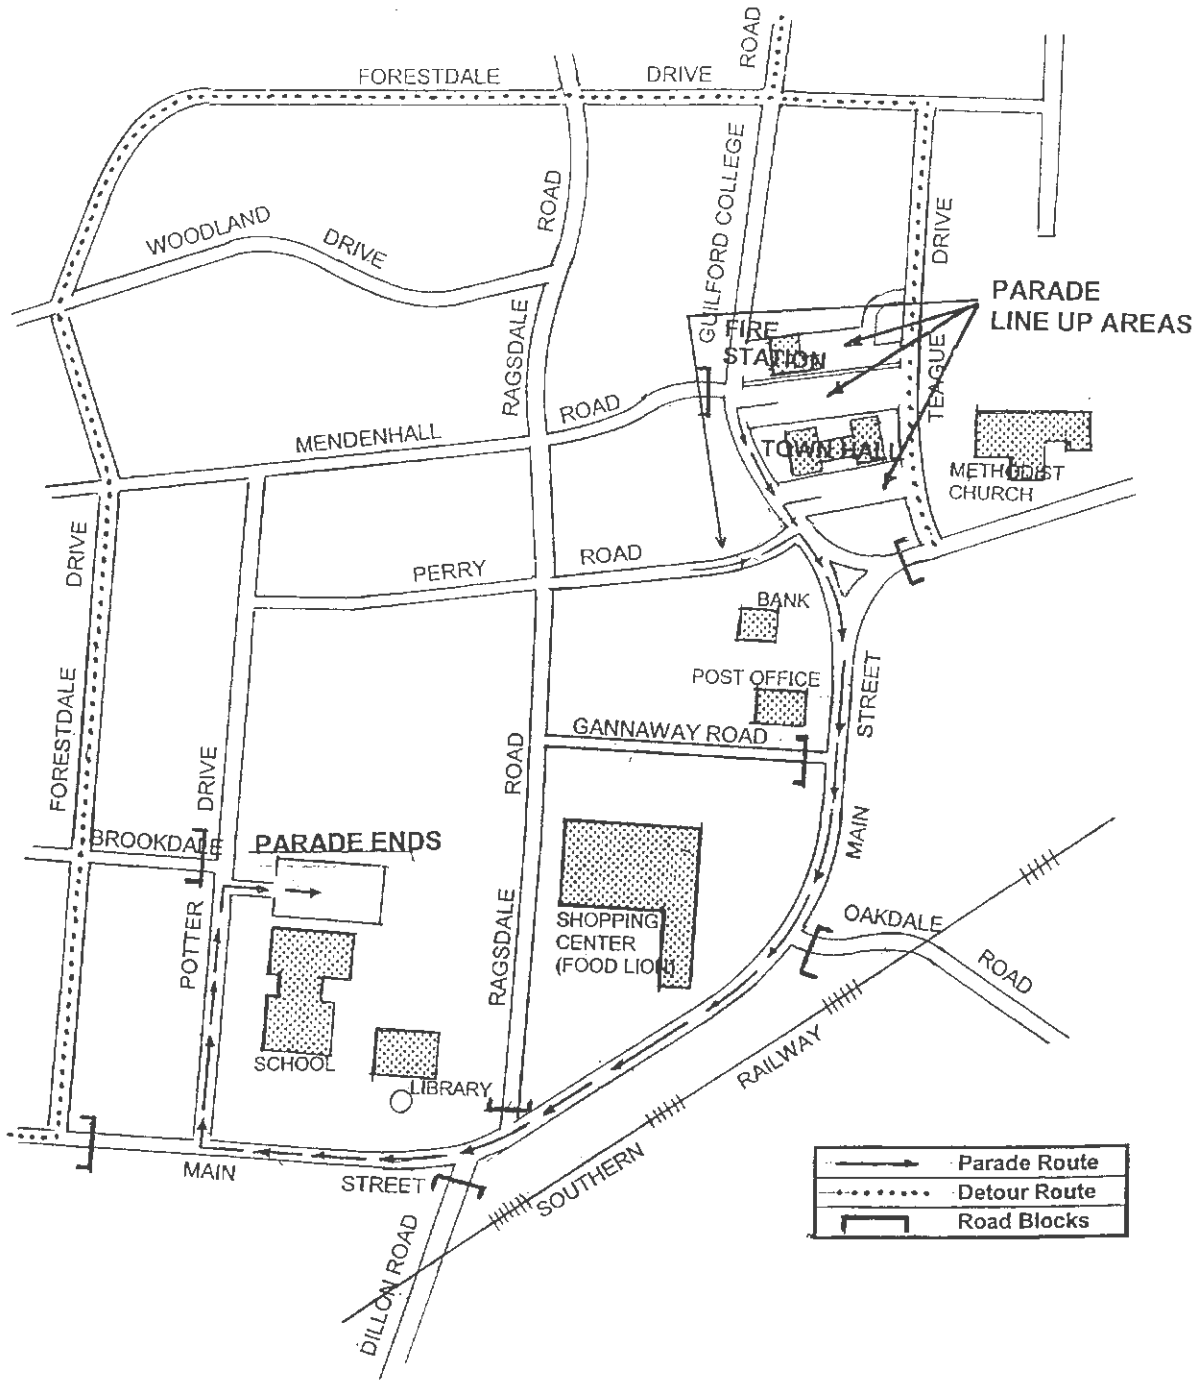 ROAD
FORESTDALE
DRIVE
GUILFORD COLLEGE
ROAD
WOODLAND
DRIVE
DRIVE
PARADE
LINE UP AREAS
FIRE
STATION
RAGSDALE
TEAGUE
ROAD
MENDENHALL
TOWN HALL
METHODIST
CHURCH
DRIVE
PERRY
ROAD
BANK
POST OFFICE
STREET
GANNAWAY ROAD
FORESTDALE
DRIVE
ROAD
MAIN
BROOKDALE
PARADE ENDS
POTTER
RAGSDALE
SHOPPING
CENTER
(FOOD LION)
OAKDALE
ROAD
SCHOOL
LIBRARY
RAILWAY
SOUTHERN
MAIN
STREET
DILLON ROAD
Parade Route
Detour Route
Road Blocks